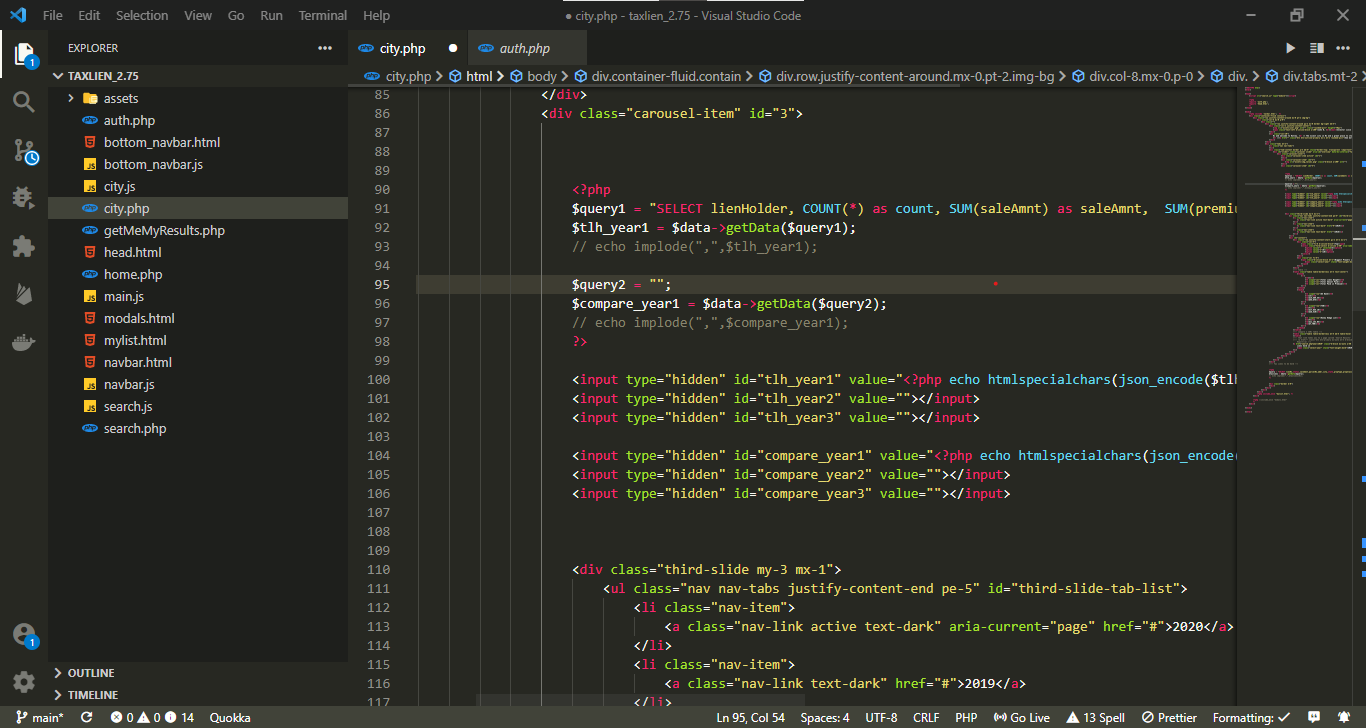 File Edit Selection View Go Run Terminal Help
● city.php - taxlien_2.75 - Visual Studio Code
EXPLORER
city.php
auth.php
TAXLIEN_2.75
city.php > html > body > div.container-fluid.contain > div.row.justify-content-around.mx-0.pt-2.img-bg > div.col-8.mx-0.p-0 > div. > div.tabs.mt-2
assets
auth.php
bottom_navbar.html
bottom_navbar.js
city.js
city.php
getMeMyResults.php
head.html
home.php
main.js
modals.html
mylist.html
navbar.html
navbar.js
search.js
search.php
OUTLINE
TIMELINE
85 </div>
86 <div class="carousel-item" id="3">
87
88
89
90 <?php
91 $query1 = "SELECT lienHolder, COUNT(*) as count, SUM(saleAmnt) as saleAmnt,  SUM(premiu
92 $tlh_year1 = $data->getData($query1);
93 // echo implode(",",$tlh_year1);
94
95 $query2 = "";
96 $compare_year1 = $data->getData($query2);
97 // echo implode(",",$compare_year1);
98 ?>
99
100 <input type="hidden" id="tlh_year1" value="<?php echo htmlspecialchars(json_encode($tlh
101 <input type="hidden" id="tlh_year2" value=""></input>
102 <input type="hidden" id="tlh_year3" value=""></input>
103
104 <input type="hidden" id="compare_year1" value="<?php echo htmlspecialchars(json_encode(
105 <input type="hidden" id="compare_year2" value=""></input>
106 <input type="hidden" id="compare_year3" value=""></input>
107
108
109
110 <div class="third-slide my-3 mx-1">
111 <ul class="nav nav-tabs justify-content-end pe-5" id="third-slide-tab-list">
112 <li class="nav-item">
113 <a class="nav-link active text-dark" aria-current="page" href="#">2020</a>
114 </li>
115 <li class="nav-item">
116 <a class="nav-link text-dark" href="#">2019</a>
117 </li>
main* 0 0 14 Quokka
Ln 95, Col 54 Spaces: 4 UTF-8 CRLF PHP Go Live 13 Spell Prettier Formatting: ✓